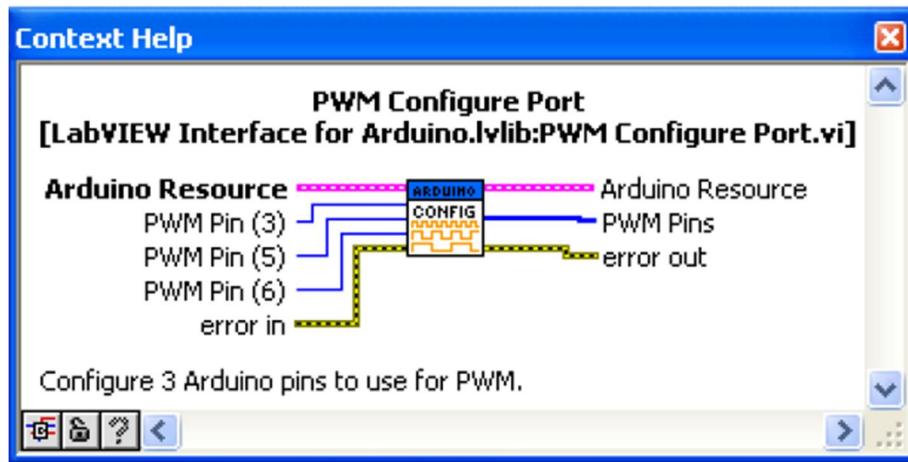 Context Help
PWM Configure Port
[LabVIEW Interface for Arduino.lvlib:PWM Configure Port.vi]
Arduino Resource
ARDUINO
Arduino Resource
PWM Pin (3)
CONFIG
PWM Pins
PWM Pin (5)
error out
PWM Pin (6)
error in
Configure 3 Arduino pins to use for PWM.
?